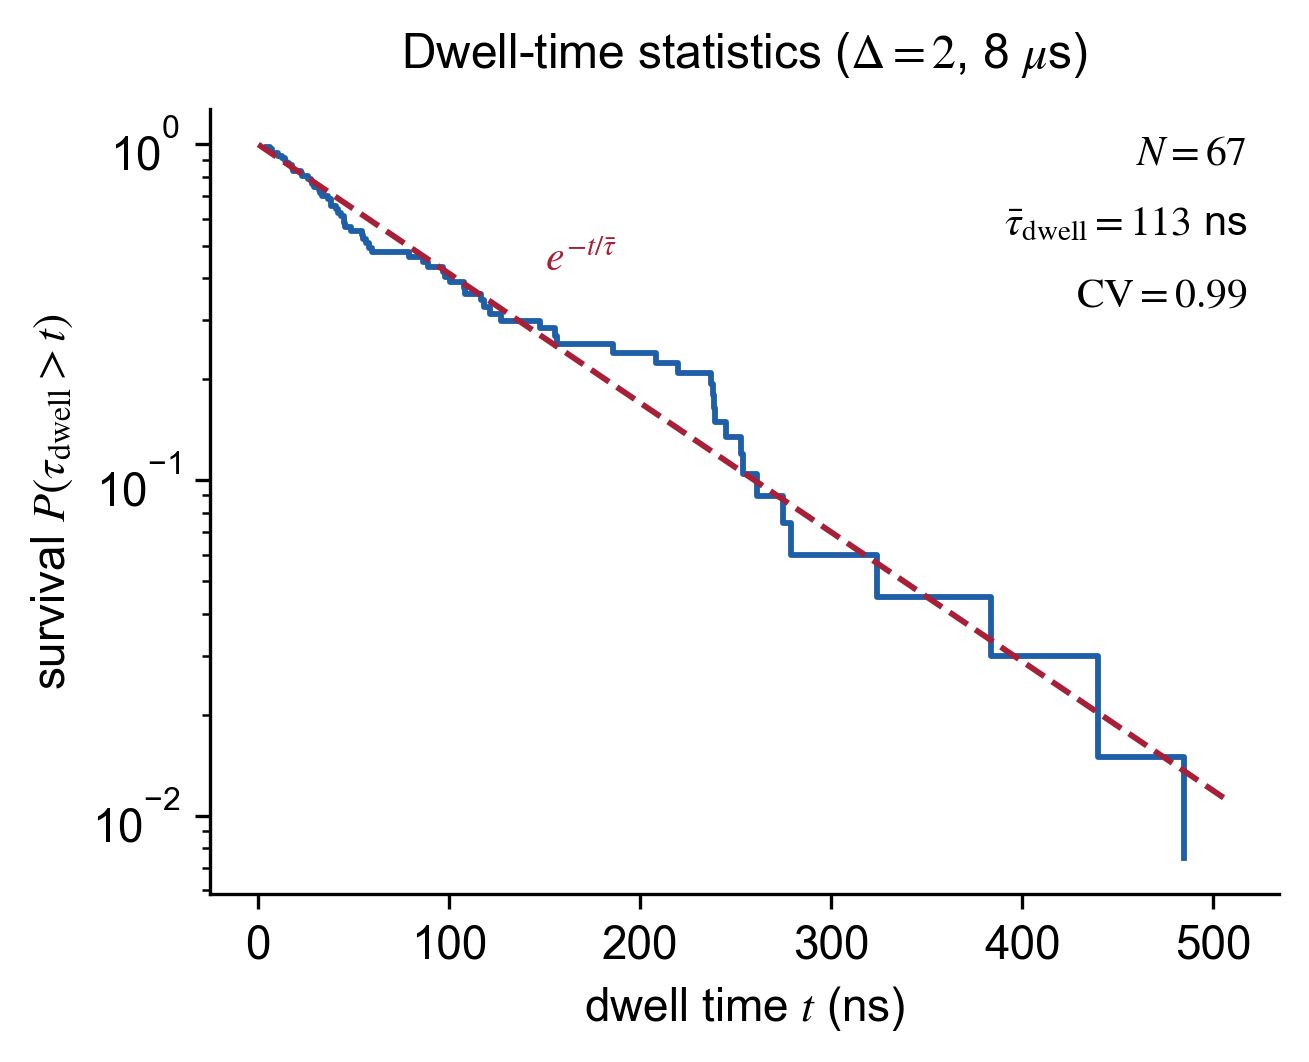 Dwell-time statistics (Δ = 2, 8 μs)
N = 67
τ̄_dwell = 113 ns
CV = 0.99
e^{−t/τ̄}
survival P(τ_dwell > t)
10^0
10^−1
10^−2
0 100 200 300 400 500
dwell time t (ns)